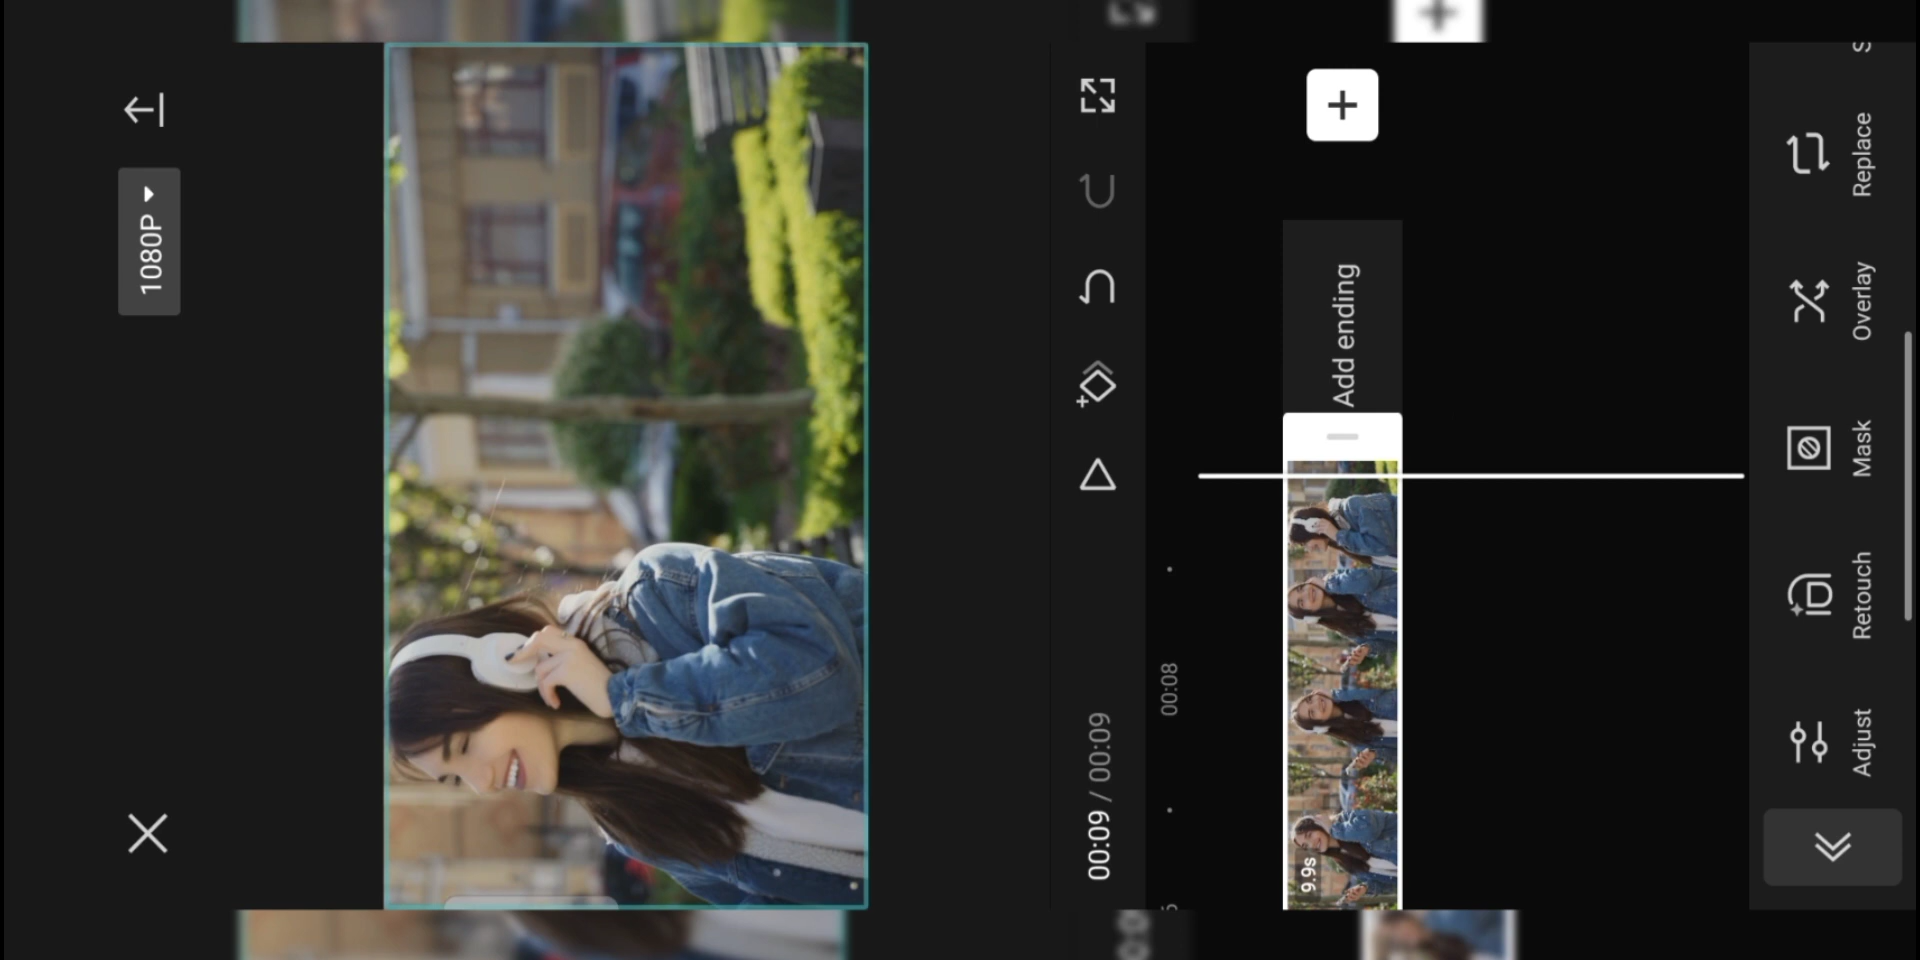 1080P
00:09 / 00:09
00:08
Add ending
9.9s
Adjust
Retouch
Mask
Overlay
Replace